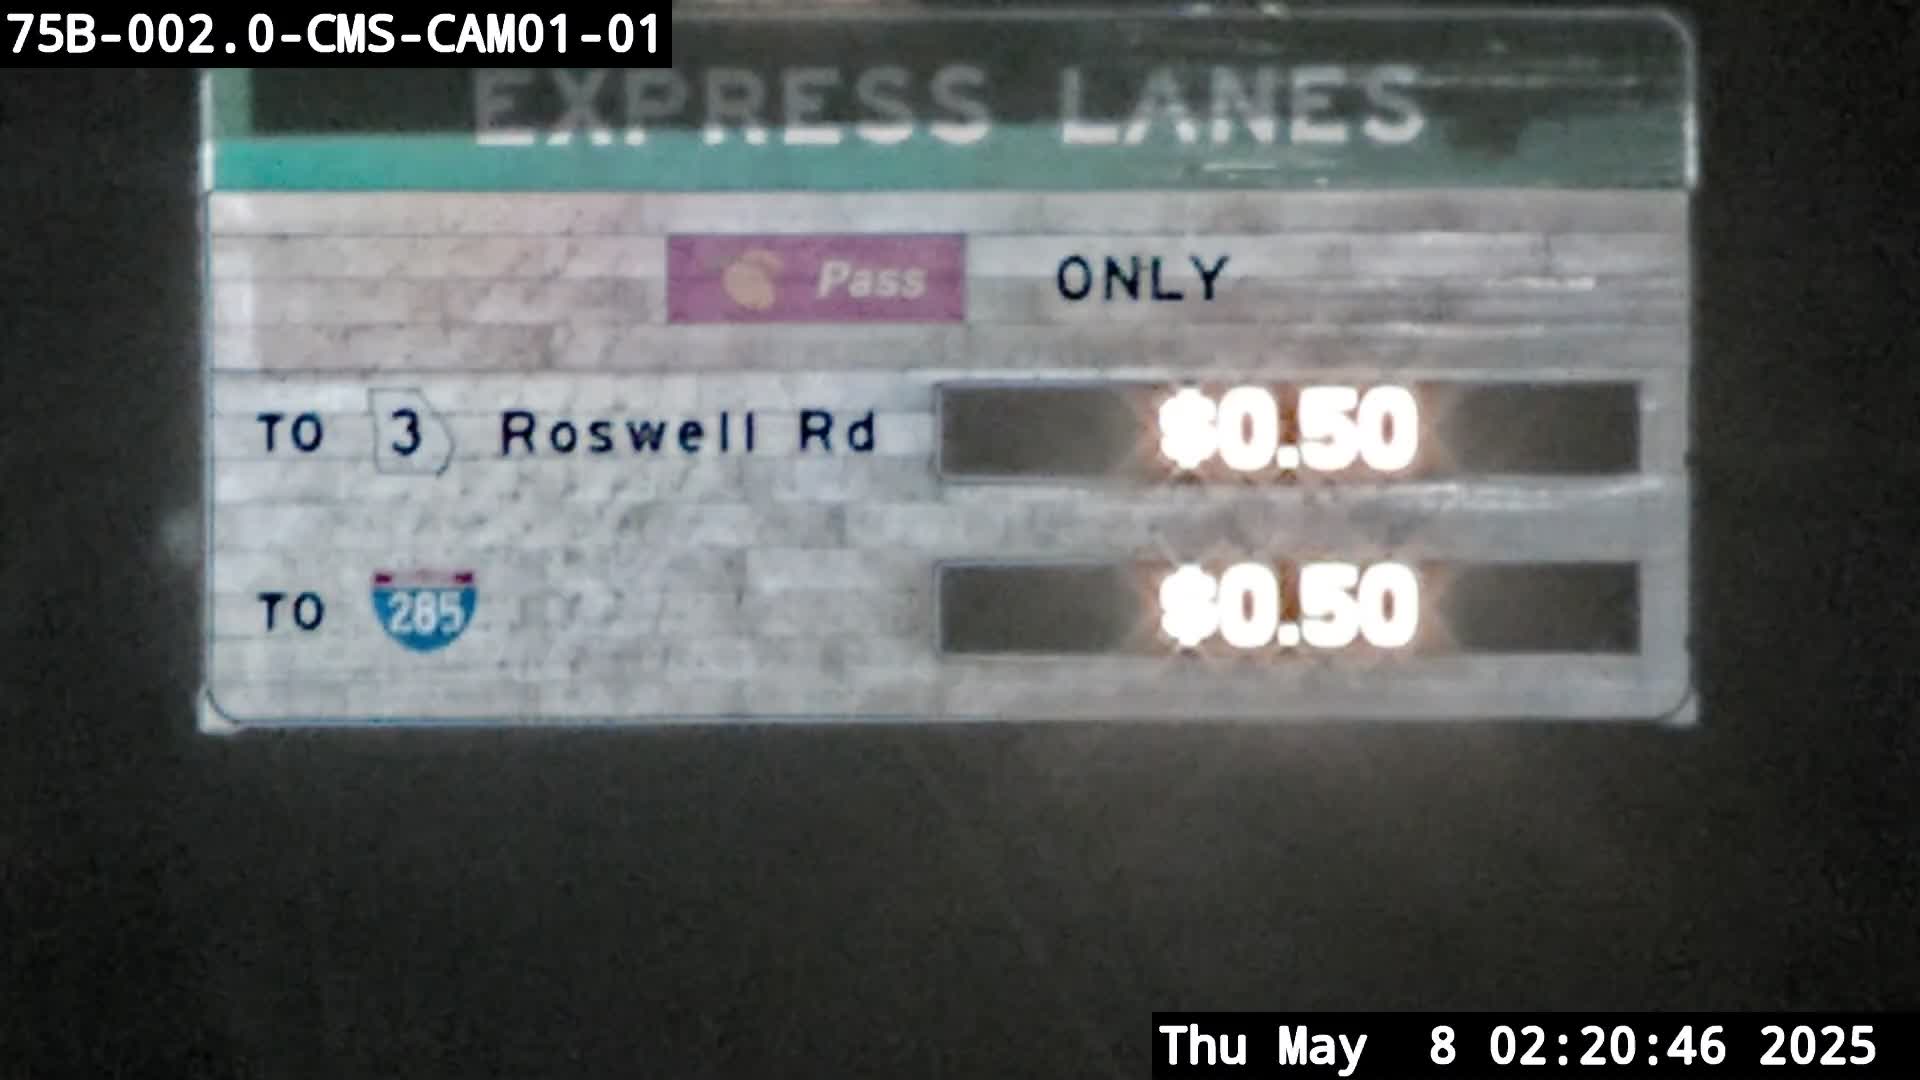 75B-002.0-CMS-CAM01-01
EXPRESS LANES
Pass ONLY
TO 3 Roswell Rd $0.50
TO 285 $0.50
Thu May 8 02:20:46 2025